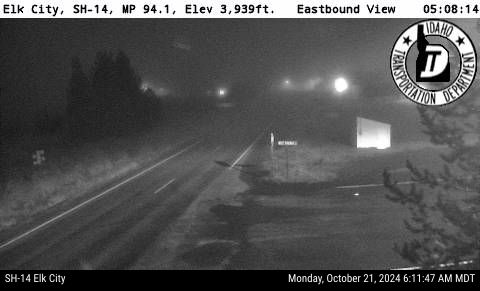 Elk City, SH-14, MP 94.1, Elev 3,939ft. Eastbound View 05:08:14
IDAHO
TRANSPORTATION DEPARTMENT
SH-14 Elk City Monday, October 21, 2024 6:11:47 AM MDT